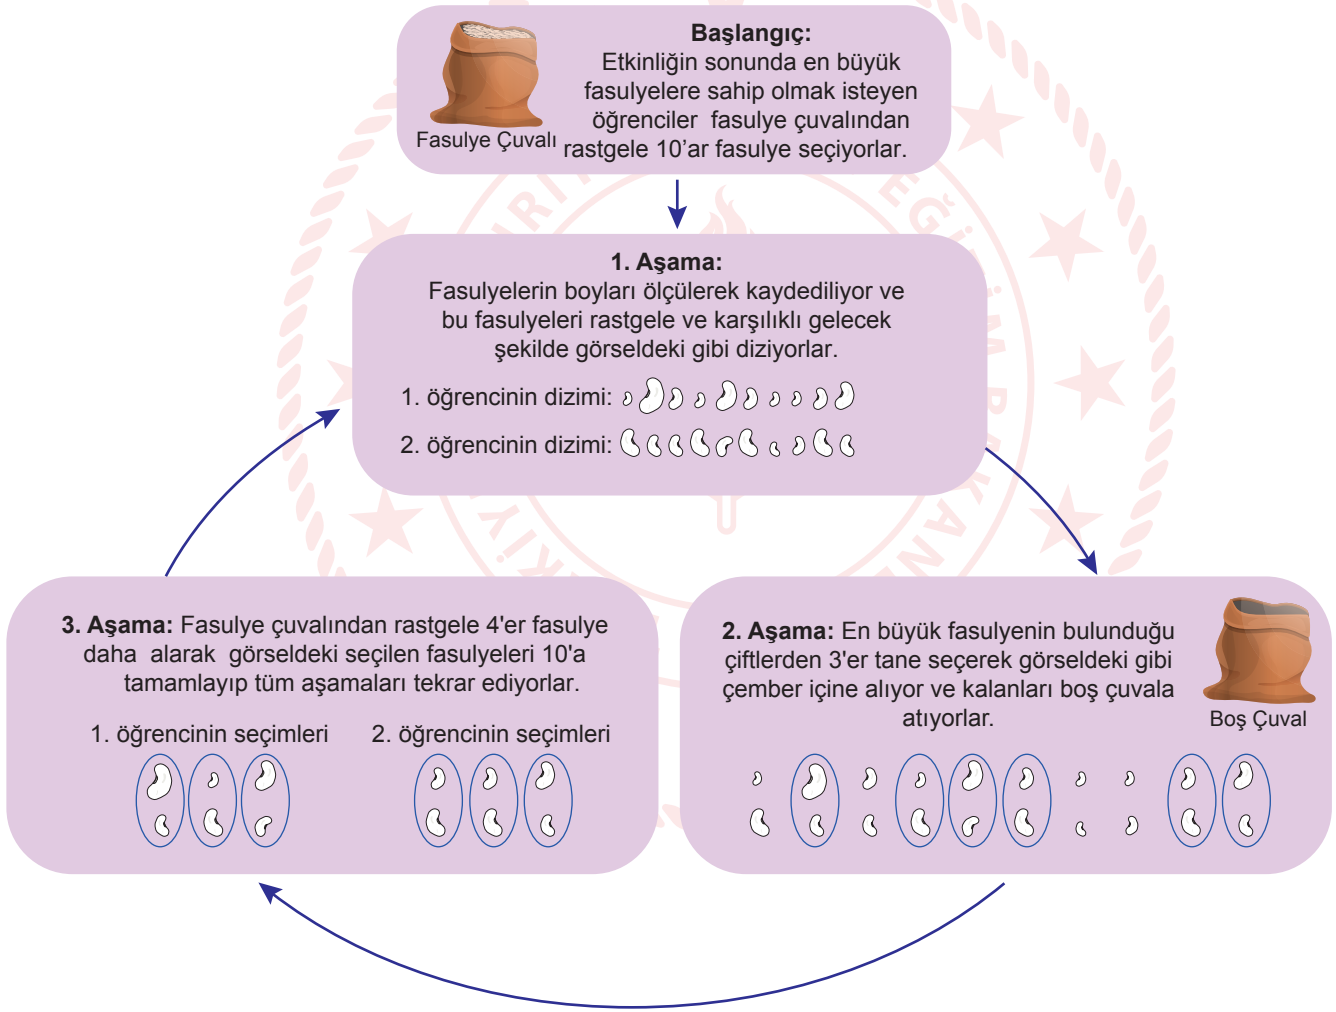 Başlangıç:
Etkinliğin sonunda en büyük
fasulyelere sahip olmak isteyen
öğrenciler fasulye çuvalından
rastgele 10'ar fasulye seçiyorlar.
Fasulye Çuvalı
1. Aşama:
Fasulyelerin boyları ölçülerek kaydediliyor ve
bu fasulyeleri rastgele ve karşılıklı gelecek
şekilde görseldeki gibi diziyorlar.
1. öğrencinin dizimi:
2. öğrencinin dizimi:
2. Aşama: En büyük fasulyenin bulunduğu
çiftlerden 3'er tane seçerek görseldeki gibi
çember içine alıyor ve kalanları boş çuvala
atıyorlar.
Boş Çuval
3. Aşama: Fasulye çuvalından rastgele 4'er fasulye
daha alarak görseldeki seçilen fasulyeleri 10'a
tamamlayıp tüm aşamaları tekrar ediyorlar.
1. öğrencinin seçimleri
2. öğrencinin seçimleri